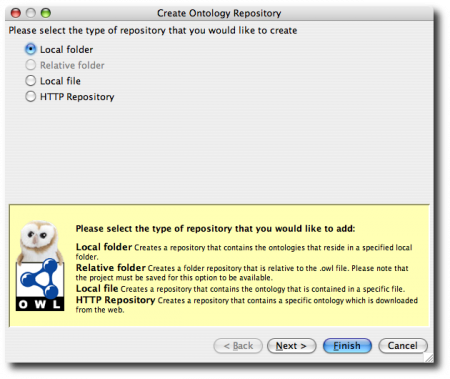 Create Ontology Repository
Please select the type of repository that you would like to create
Local folder
Relative folder
Local file
HTTP Repository
Please select the type of repository that you would like to add:
Local folder Creates a repository that contains the ontologies that reside in a specified local
folder.
Relative folder Creates a folder repository that is relative to the .owl file. Please note that
the project must be saved for this option to be available.
Local file Creates a repository that contains the ontology that is contained in a specific file.
HTTP Repository Creates a repository that contains a specific ontology which is downloaded
from the web.
OWL
< Back Next > Finish Cancel